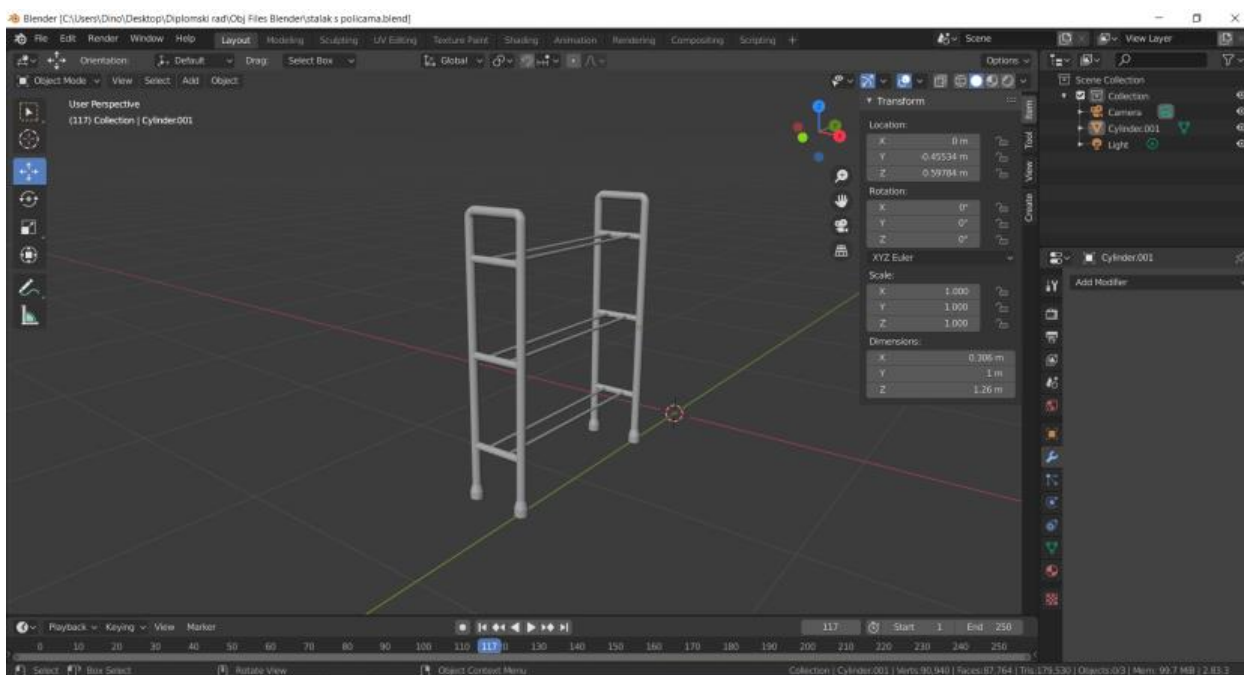 Blender [C:\Users\Dino\Desktop\Diplomski rad\Obj Files Blender\stalak s policama.blend]
File Edit Render Window Help Layout Modeling Sculpting UV Editing Texture Paint Shading Animation Rendering Compositing Scripting + Scene View Layer
Orientation: Default Drag: Select Box Global Options
Object Mode View Select Add Object
User Perspective
(117) Collection | Cylinder.001
Transform
Location:
X 0 m
Y -0.45534 m
Z 0.59784 m
Rotation:
X 0°
Y 0°
Z 0°
XYZ Euler
Scale:
X 1.000
Y 1.000
Z 1.000
Dimensions:
X 0.306 m
Y 1 m
Z 1.26 m
Item
Tool
View
Create
Scene Collection
Collection
Camera
Cylinder.001
Light
Cylinder.001
Add Modifier
Playback Keying View Marker 117 Start 1 End 250
0 10 20 30 40 50 60 70 80 90 100 110 117 130 140 150 160 170 180 190 200 210 220 230 240 250
Select Box Select Rotate View Object Context Menu Collection | Cylinder.001 | Verts:90,940 | Faces:87,764 | Tris:179,530 | Objects:0/3 | Mem: 99.7 MiB | 2.83.3